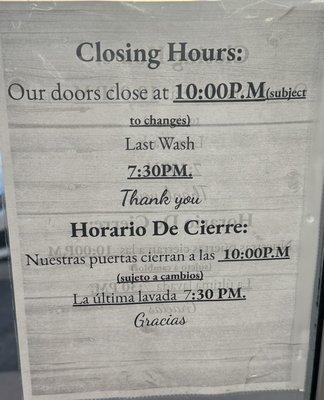 Closing Hours:
Our doors close at 10:00P.M(subject
to changes)
Last Wash
7:30PM.
Thank you
Horario De Cierre:
Nuestras puertas cierran a las 10:00P.M
(sujeto a cambios)
La última lavada 7:30 PM.
Gracias